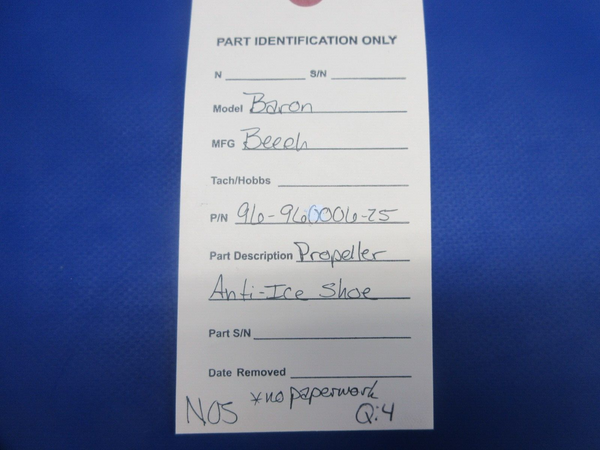 PART IDENTIFICATION ONLY
N S/N
Model Baron
MFG Beech
Tach/Hobbs
P/N 96-960006-25
Part Description Propeller
Anti-Ice Shoe
Part S/N
Date Removed
*no paperwork
NOS Q:4